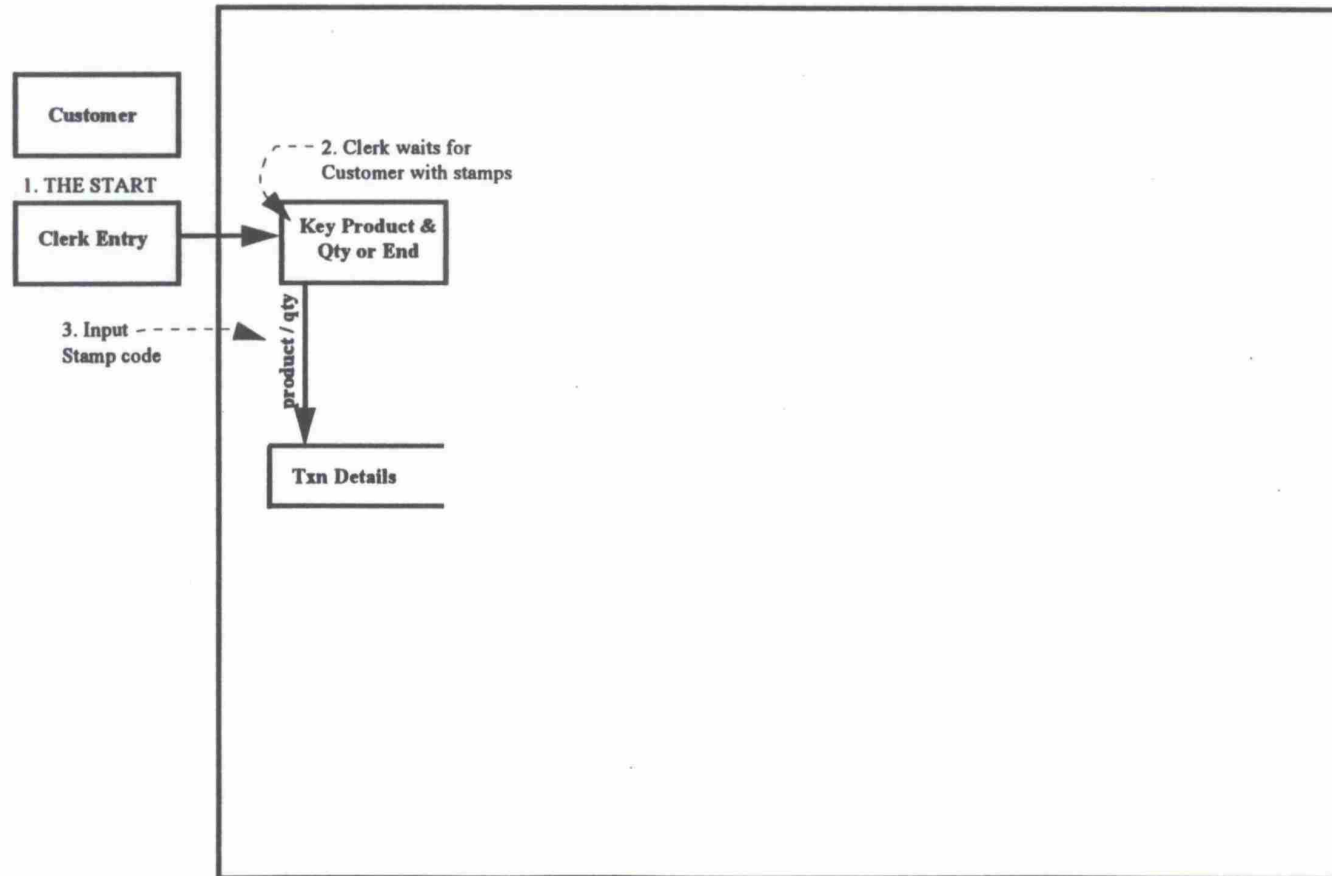 Customer
1. THE START
Clerk Entry
2. Clerk waits for
Customer with stamps
Key Product &
Qty or End
3. Input
Stamp code
product / qty
Txn Details